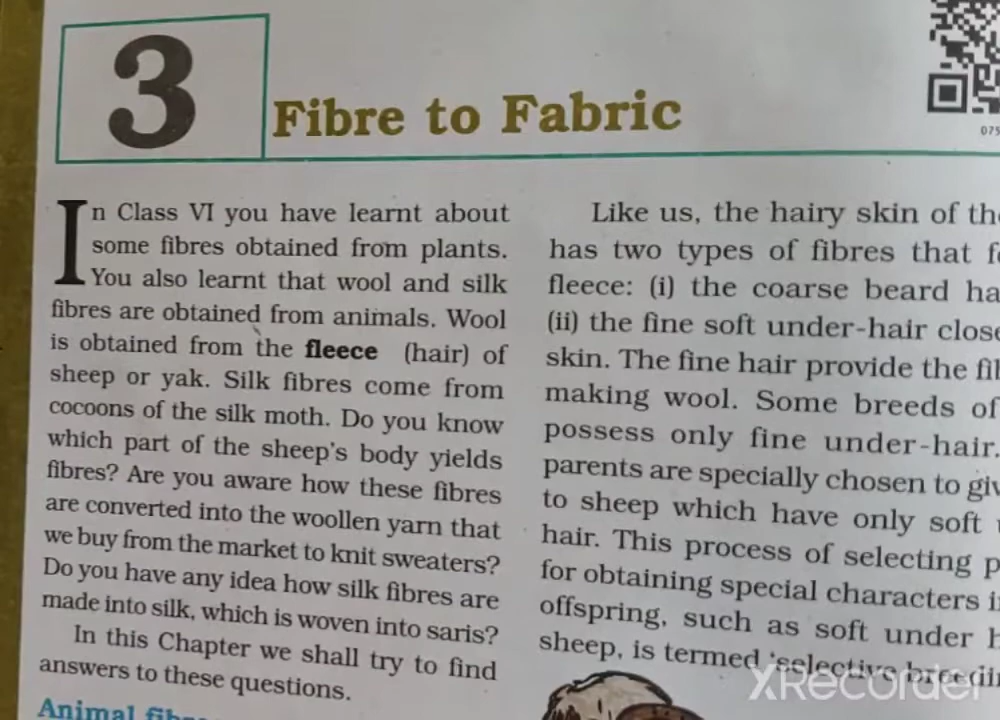 3
Fibre to Fabric
075
In Class VI you have learnt about
some fibres obtained from plants.
You also learnt that wool and silk
fibres are obtained from animals. Wool
is obtained from the fleece (hair) of
sheep or yak. Silk fibres come from
cocoons of the silk moth. Do you know
which part of the sheep's body yields
fibres? Are you aware how these fibres
are converted into the woollen yarn that
we buy from the market to knit sweaters?
Do you have any idea how silk fibres are
made into silk, which is woven into saris?
In this Chapter we shall try to find
answers to these questions.
Animal
Like us, the hairy skin of
has two types of fibres that
fleece: (i) the coarse beard
(ii) the fine soft under-hair
skin. The fine hair provide the
making wool. Some breeds of
possess only fine under-hair.
parents are specially chosen to
to sheep which have only soft
hair. This process of selecting
for obtaining special characters
offspring, such as soft under
sheep, is termed 'selective
XRecorder